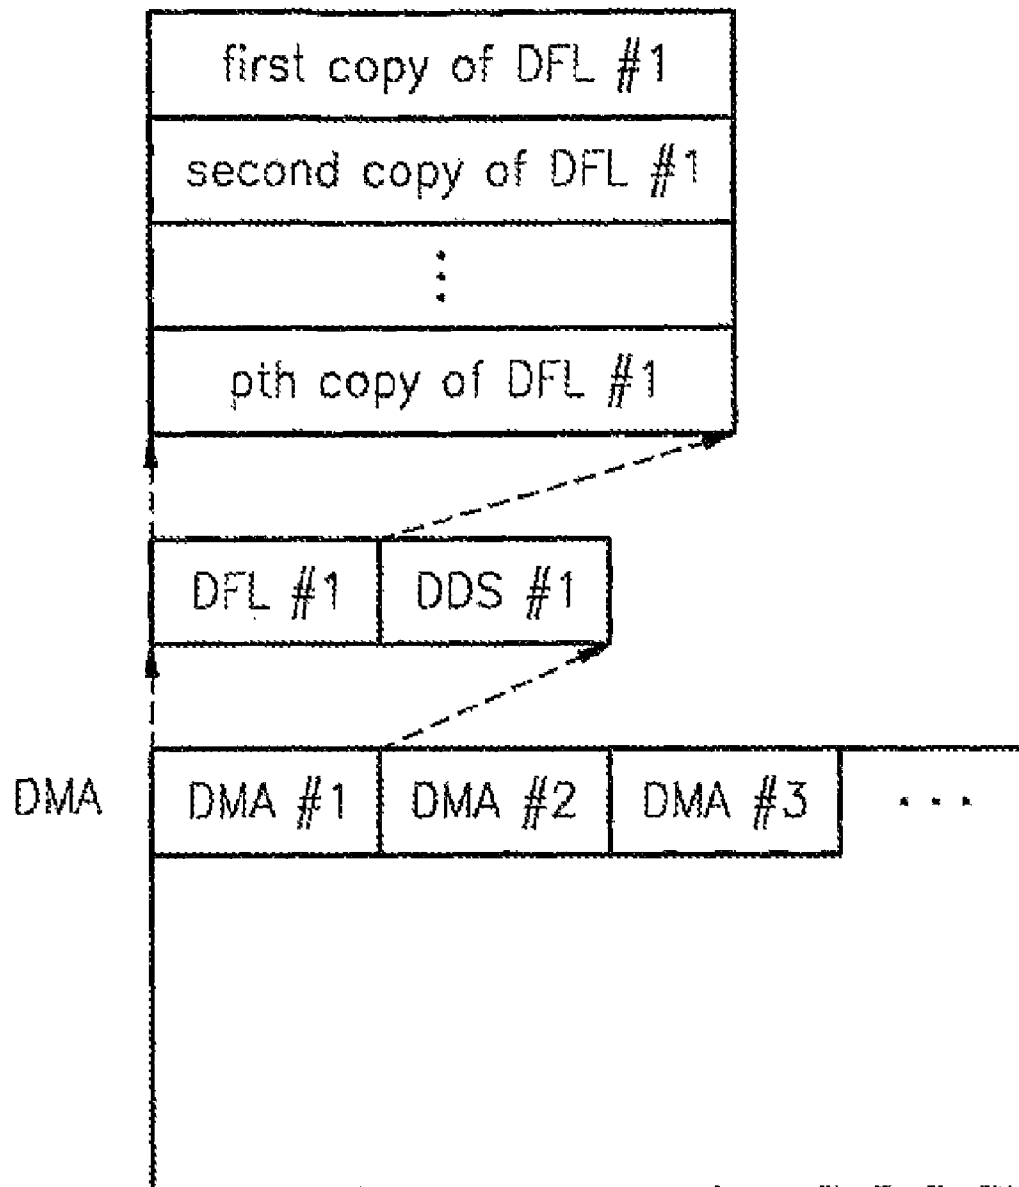 first copy of DFL #1
second copy of DFL #1
⋮
pth copy of DFL #1
DFL #1 DDS #1
DMA DMA #1 DMA #2 DMA #3 ...